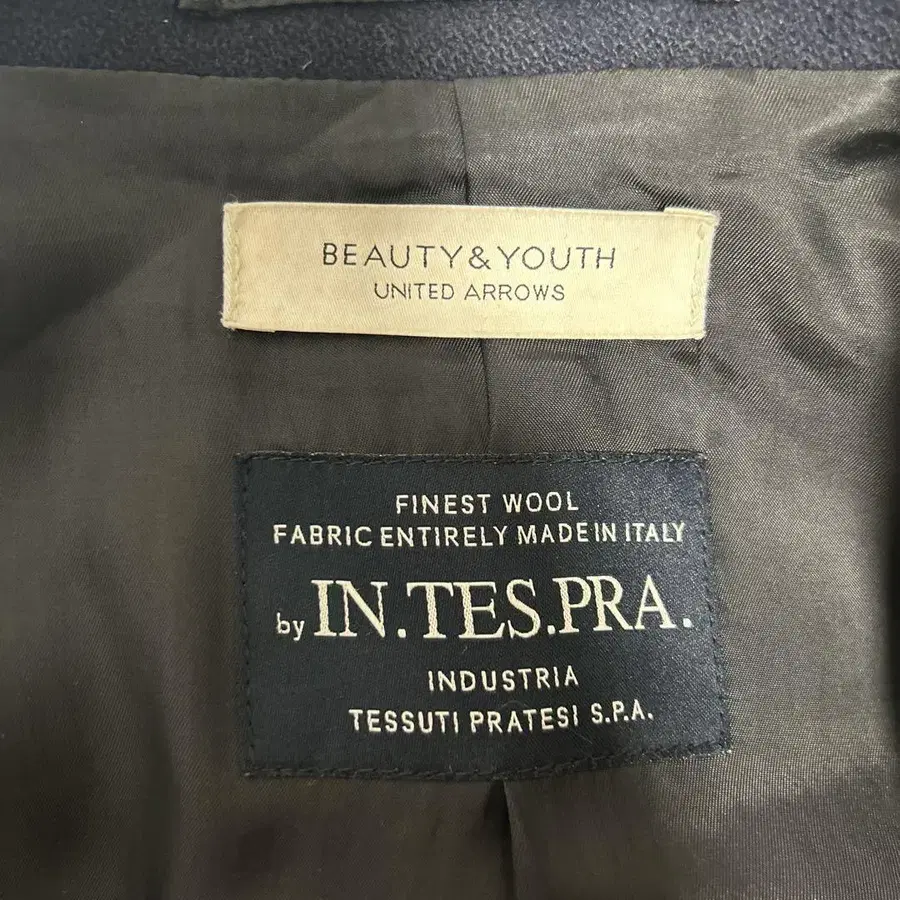 BEAUTY&YOUTH
UNITED ARROWS
FINEST WOOL
FABRIC ENTIRELY MADE IN ITALY
by IN.TES.PRA.
INDUSTRIA
TESSUTI PRATESI S.P.A.